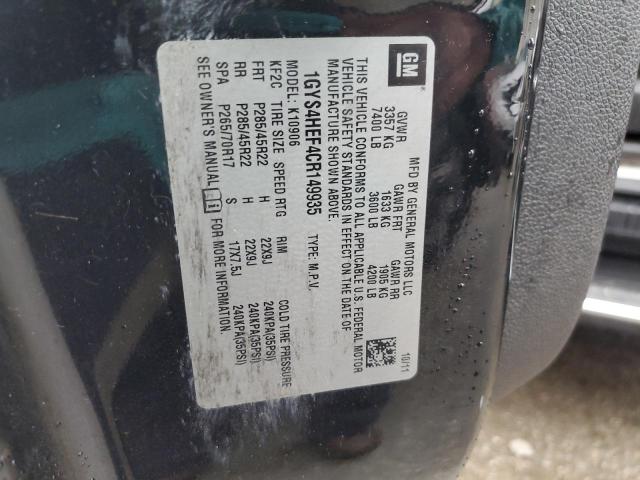 GM
MFD BY GENERAL MOTORS LLC
10/11
GVWR GAWR FRT GAWR RR
3357 KG 1633 KG 1905 KG
7400 LB 3600 LB 4200 LB
THIS VEHICLE CONFORMS TO ALL APPLICABLE U.S. FEDERAL MOTOR
VEHICLE SAFETY STANDARDS IN EFFECT ON THE DATE OF
MANUFACTURE SHOWN ABOVE.
1GYS4HEF4CR149935 TYPE: M.P.V.
MODEL: K10906
KF2C TIRE SIZE SPEED RTG RIM COLD TIRE PRESSURE
FRT P285/45R22 H 22X9J 240KPA(35PSI)
RR P285/45R22 H 22X9J 240KPA(35PSI)
SPA P265/70R17 S 17X7.5J 240KPA(35PSI)
SEE OWNER'S MANUAL i FOR MORE INFORMATION.